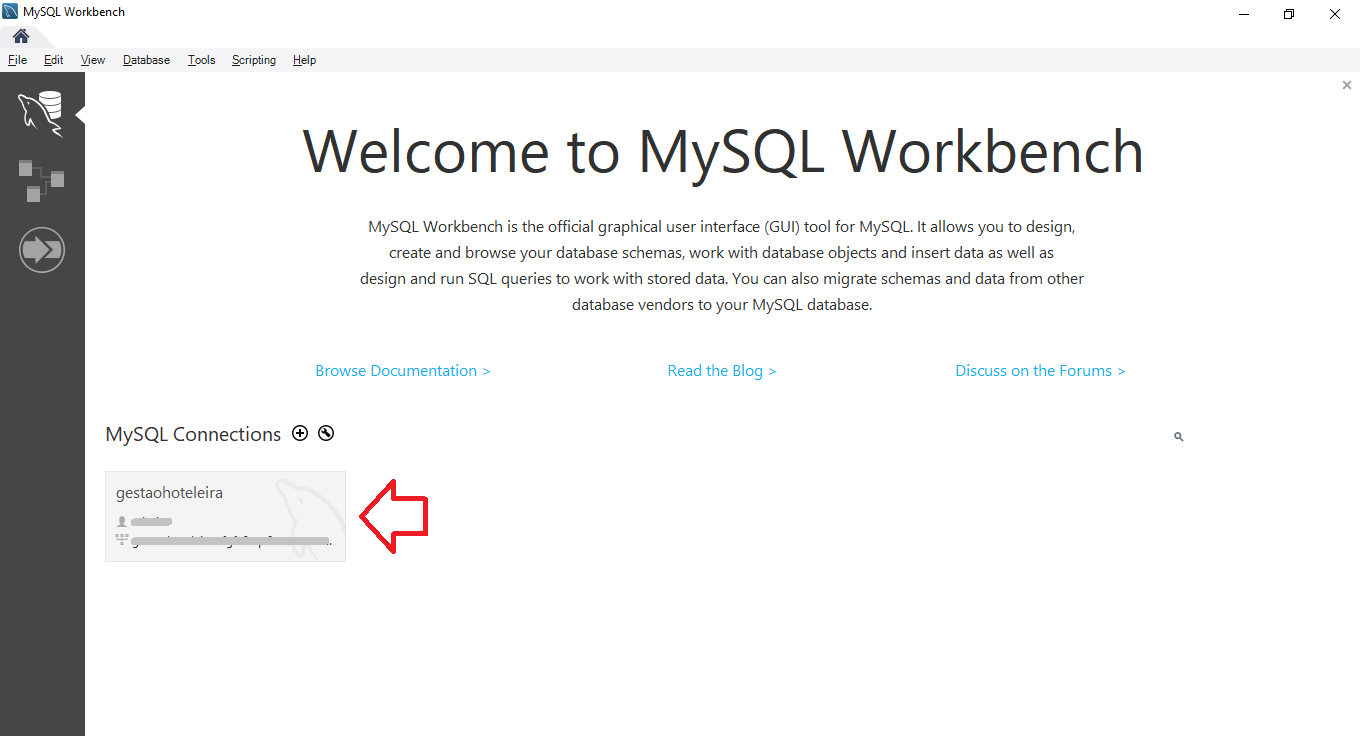 MySQL Workbench
File Edit View Database Tools Scripting Help
Welcome to MySQL Workbench
MySQL Workbench is the official graphical user interface (GUI) tool for MySQL. It allows you to design,
create and browse your database schemas, work with database objects and insert data as well as
design and run SQL queries to work with stored data. You can also migrate schemas and data from other
database vendors to your MySQL database.
Browse Documentation > Read the Blog > Discuss on the Forums >
MySQL Connections
gestaohoteleira